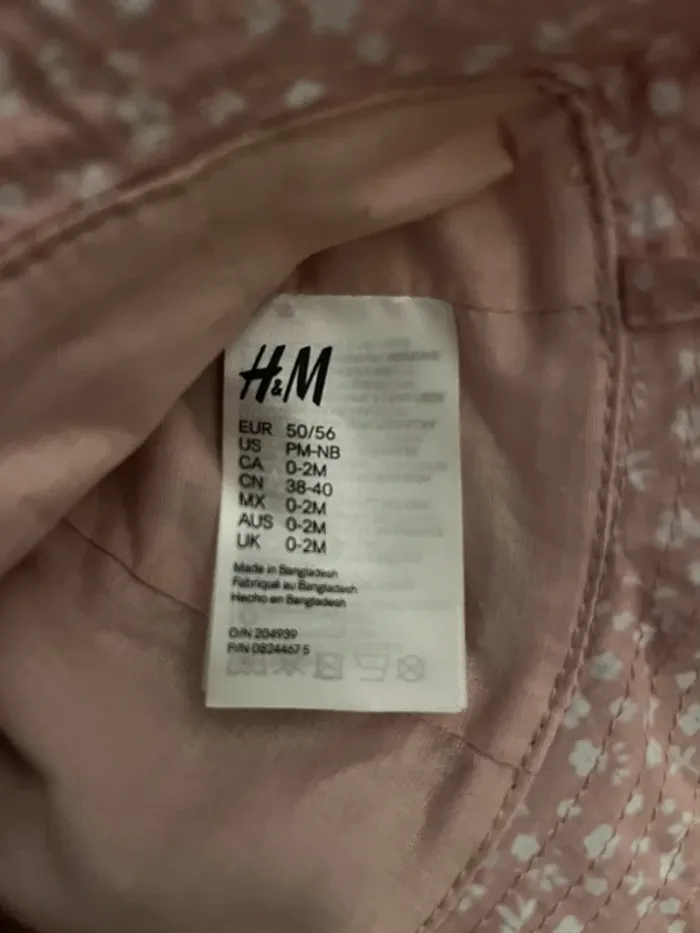 H&M
EUR 50/56
US PM-NB
CA 0-2M
CN 38-40
MX 0-2M
AUS 0-2M
UK 0-2M
Made in Bangladesh
Fabriqué au Bangladesh
Hecho en Bangladesh
O/N 204939
P/N 0824467 5